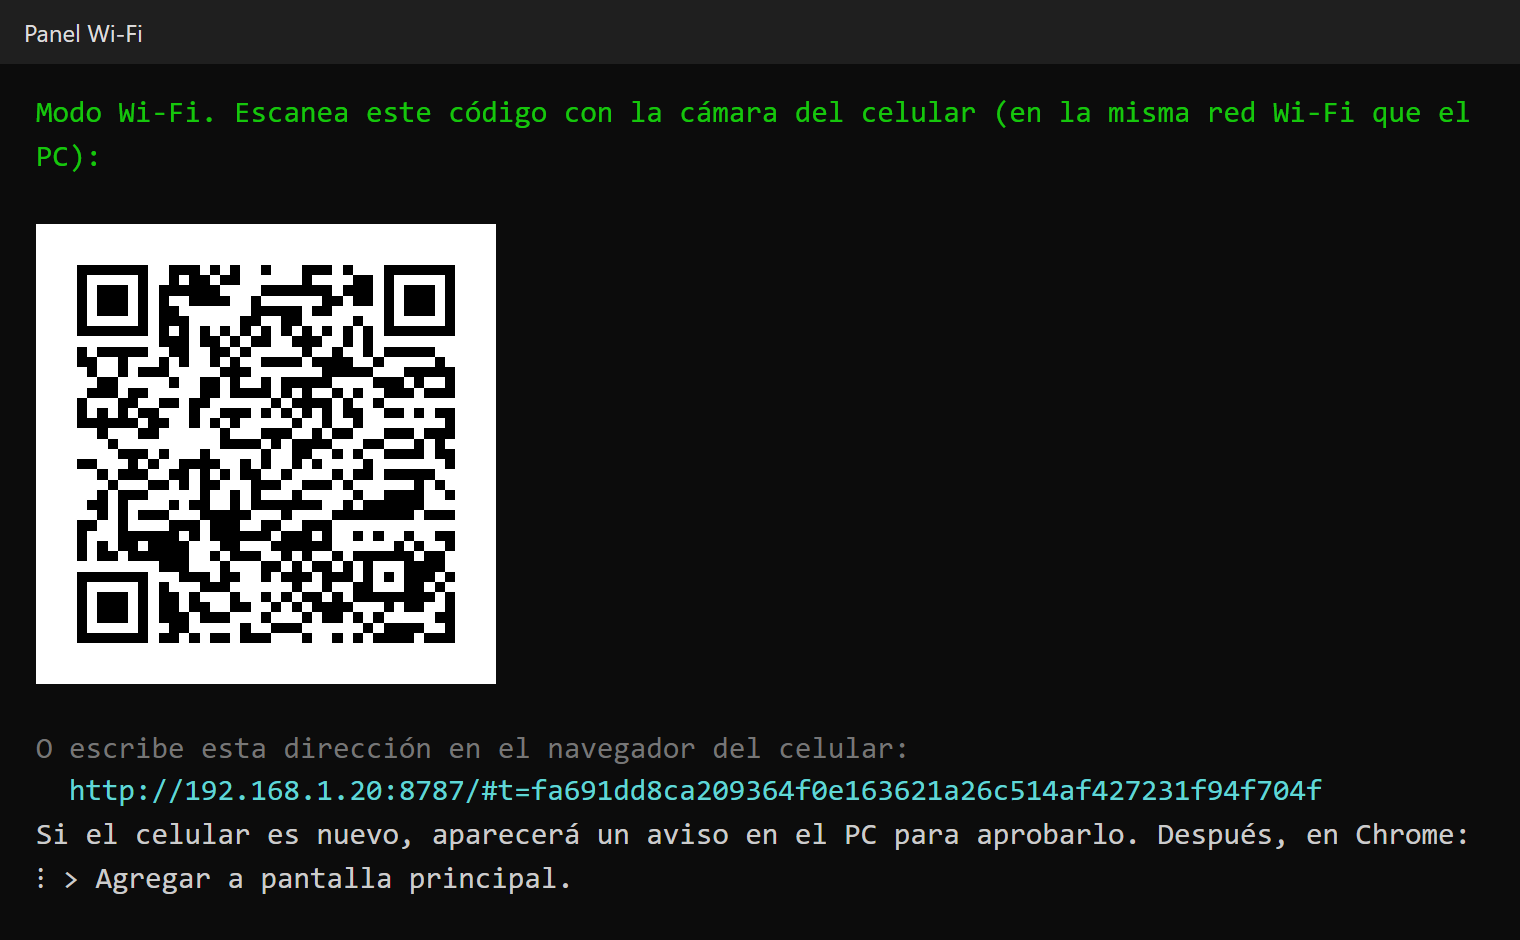 Panel Wi-Fi
Modo Wi-Fi. Escanea este código con la cámara del celular (en la misma red Wi-Fi que el
PC):
O escribe esta dirección en el navegador del celular:
http://192.168.1.20:8787/#t=fa691dd8ca209364f0e163621a26c514af427231f94f704f
Si el celular es nuevo, aparecerá un aviso en el PC para aprobarlo. Después, en Chrome:
⋮ > Agregar a pantalla principal.